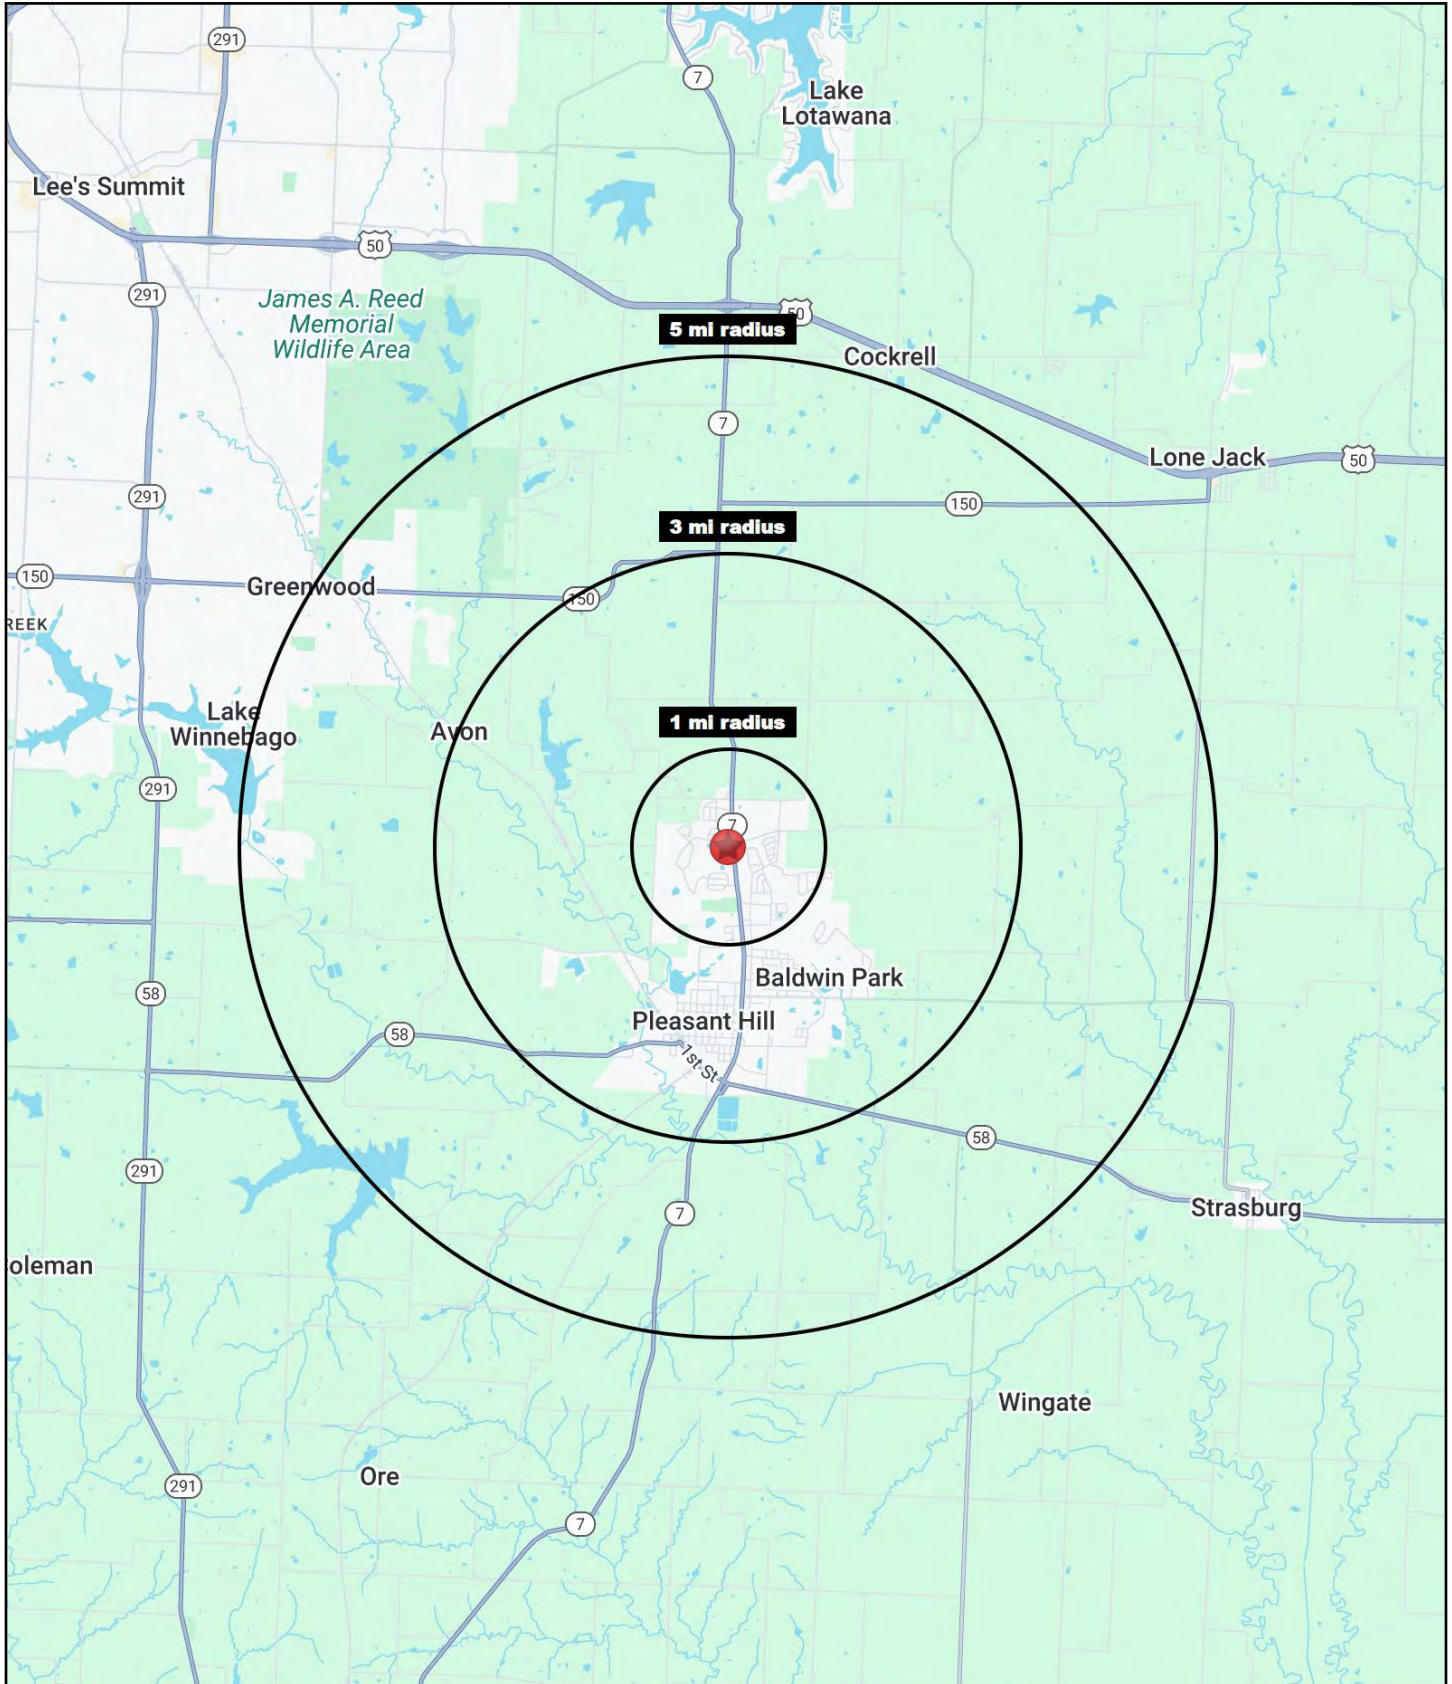 291
7
Lake
Lotawana
Lee's Summit
50
291
James A. Reed
Memorial
Wildlife Area
50
5 mi radius
Cockrell
7
Lone Jack
50
291
150
3 mi radius
150
Greenwood
150
REEK
Lake
Winnebago
1 mi radius
Avon
291
7
Baldwin Park
58
Pleasant Hill
58
1st St
58
291
Strasburg
7
oleman
Wingate
Ore
291
7